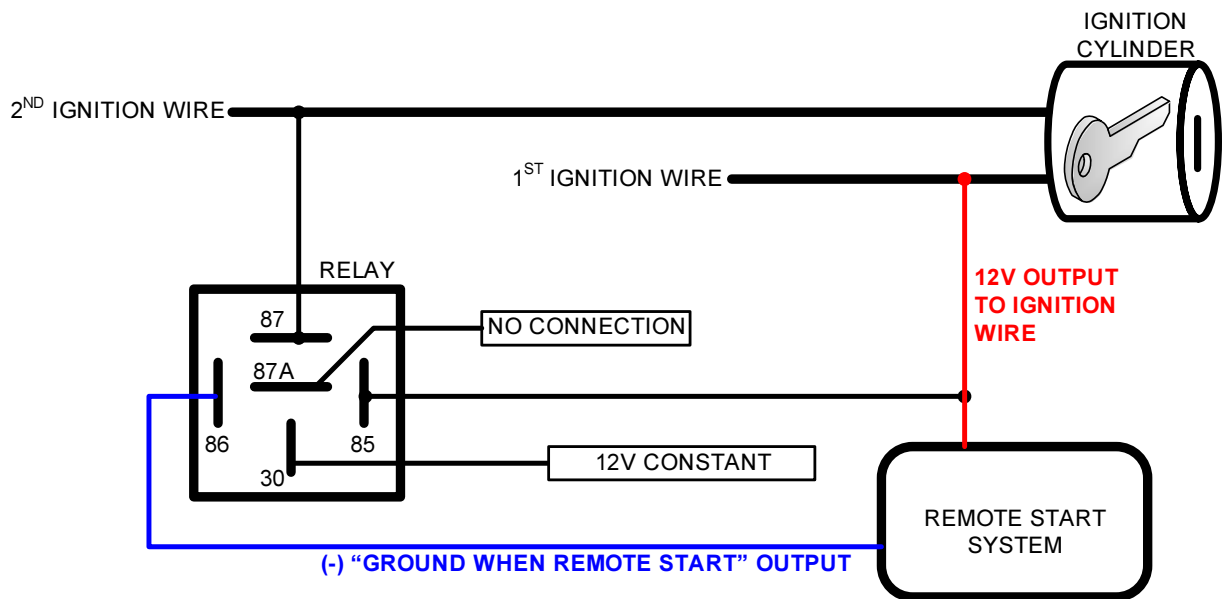 IGNITION
CYLINDER
2ND IGNITION WIRE
1ST IGNITION WIRE
RELAY
12V OUTPUT
TO IGNITION
WIRE
87
NO CONNECTION
87A
86
85
30
12V CONSTANT
REMOTE START
SYSTEM
(-) “GROUND WHEN REMOTE START” OUTPUT